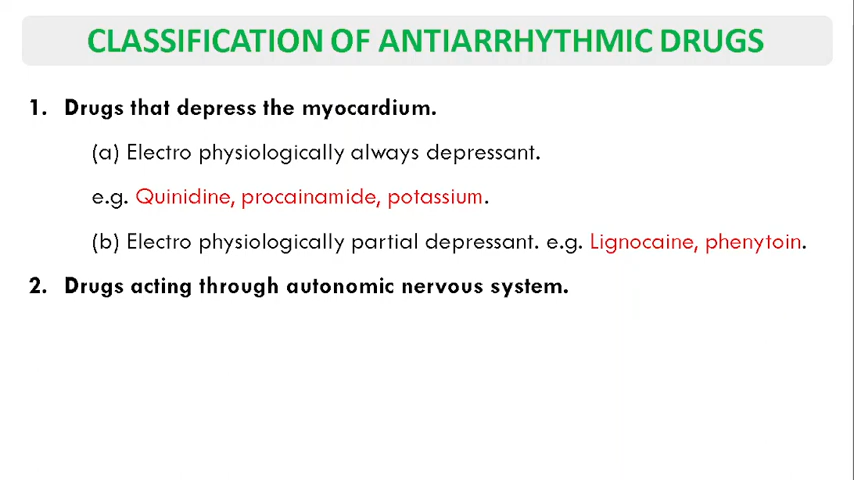 CLASSIFICATION OF ANTIARRHYTHMIC DRUGS
1. Drugs that depress the myocardium.
(a) Electro physiologically always depressant.
e.g. Quinidine, procainamide, potassium.
(b) Electro physiologically partial depressant. e.g. Lignocaine, phenytoin.
2. Drugs acting through autonomic nervous system.